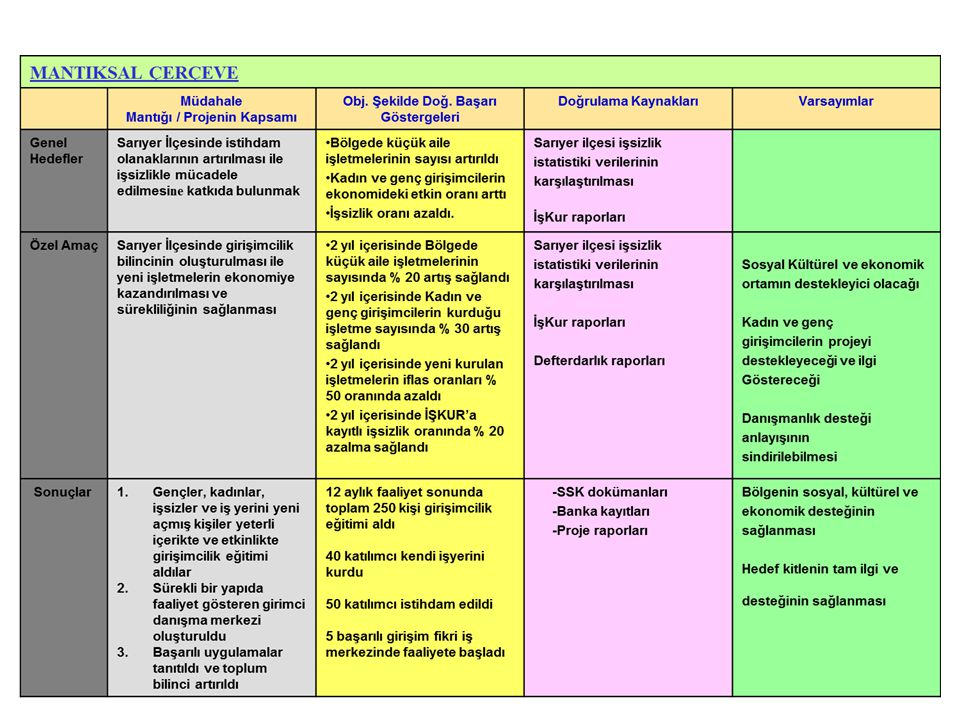 MANTIKSAL ÇERÇEVE
Müdahale
Mantığı / Projenin Kapsamı
Obj. Şekilde Doğ. Başarı
Göstergeleri
Doğrulama Kaynakları
Varsayımlar
Genel
Hedefler
Sarıyer İlçesinde istihdam
olanaklarının artırılması ile
işsizlikle mücadele
edilmesine katkıda bulunmak
•Bölgede küçük aile
işletmelerinin sayısı artırıldı
•Kadın ve genç girişimcilerin
ekonomideki etkin oranı arttı
•İşsizlik oranı azaldı.
Sarıyer ilçesi işsizlik
istatistiki verilerinin
karşılaştırılması
İşKur raporları
Özel Amaç
Sarıyer İlçesinde girişimcilik
bilincinin oluşturulması ile
yeni işletmelerin ekonomiye
kazandırılması ve
sürekliliğinin sağlanması
•2 yıl içerisinde Bölgede
küçük aile işletmelerinin
sayısında % 20 artış sağlandı
•2 yıl içerisinde Kadın ve
genç girişimcilerin kurduğu
işletme sayısında % 30 artış
sağlandı
•2 yıl içerisinde yeni kurulan
işletmelerin iflas oranları %
50 oranında azaldı
•2 yıl içerisinde İŞKUR'a
kayıtlı işsizlik oranında % 20
azalma sağlandı
Sarıyer ilçesi işsizlik
istatistiki verilerinin
karşılaştırılması
İşKur raporları
Defterdarlık raporları
Sosyal Kültürel ve ekonomik
ortamın destekleyici olacağı
Kadın ve genç
girişimcilerin projeyi
destekleyeceği ve ilgi
Göstereceği
Danışmanlık desteği
anlayışının
sindirilebilmesi
Sonuçlar
1. Gençler, kadınlar,
işsizler ve iş yerini yeni
açmış kişiler yeterli
içerikte ve etkinlikte
girişimcilik eğitimi
aldılar
2. Sürekli bir yapıda
faaliyet gösteren girimci
danışma merkezi
oluşturuldu
3. Başarılı uygulamalar
tanıtıldı ve toplum
bilinci artırıldı
12 aylık faaliyet sonunda
toplam 250 kişi girişimcilik
eğitimi aldı
40 katılımcı kendi işyerini
kurdu
50 katılımcı istihdam edildi
5 başarılı girişim fikri iş
merkezinde faaliyete başladı
-SSK dokümanları
-Banka kayıtları
-Proje raporları
Bölgenin sosyal, kültürel ve
ekonomik desteğinin
sağlanması
Hedef kitlenin tam ilgi ve
desteğinin sağlanması